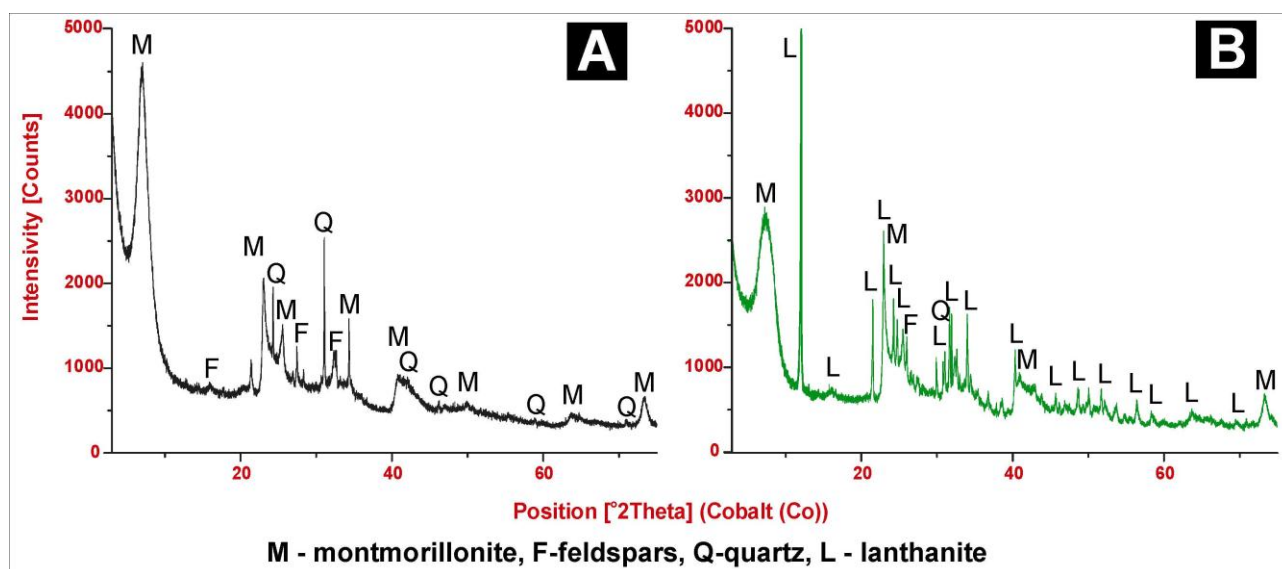 A
B
Intensivity [Counts]
5000
4000
3000
2000
1000
0
20
40
60
M
F
M
Q
M
F
Q
F
M
M
Q
Q
M
Q
M
Q
M
5000
4000
3000
2000
1000
0
20
40
60
M
L
L
L
L
M
L
L
F
L
Q
L
L
L
M
L
L
L
L
L
L
L
M
Position [°2Theta] (Cobalt (Co))
M - montmorillonite, F-feldspars, Q-quartz, L - lanthanite